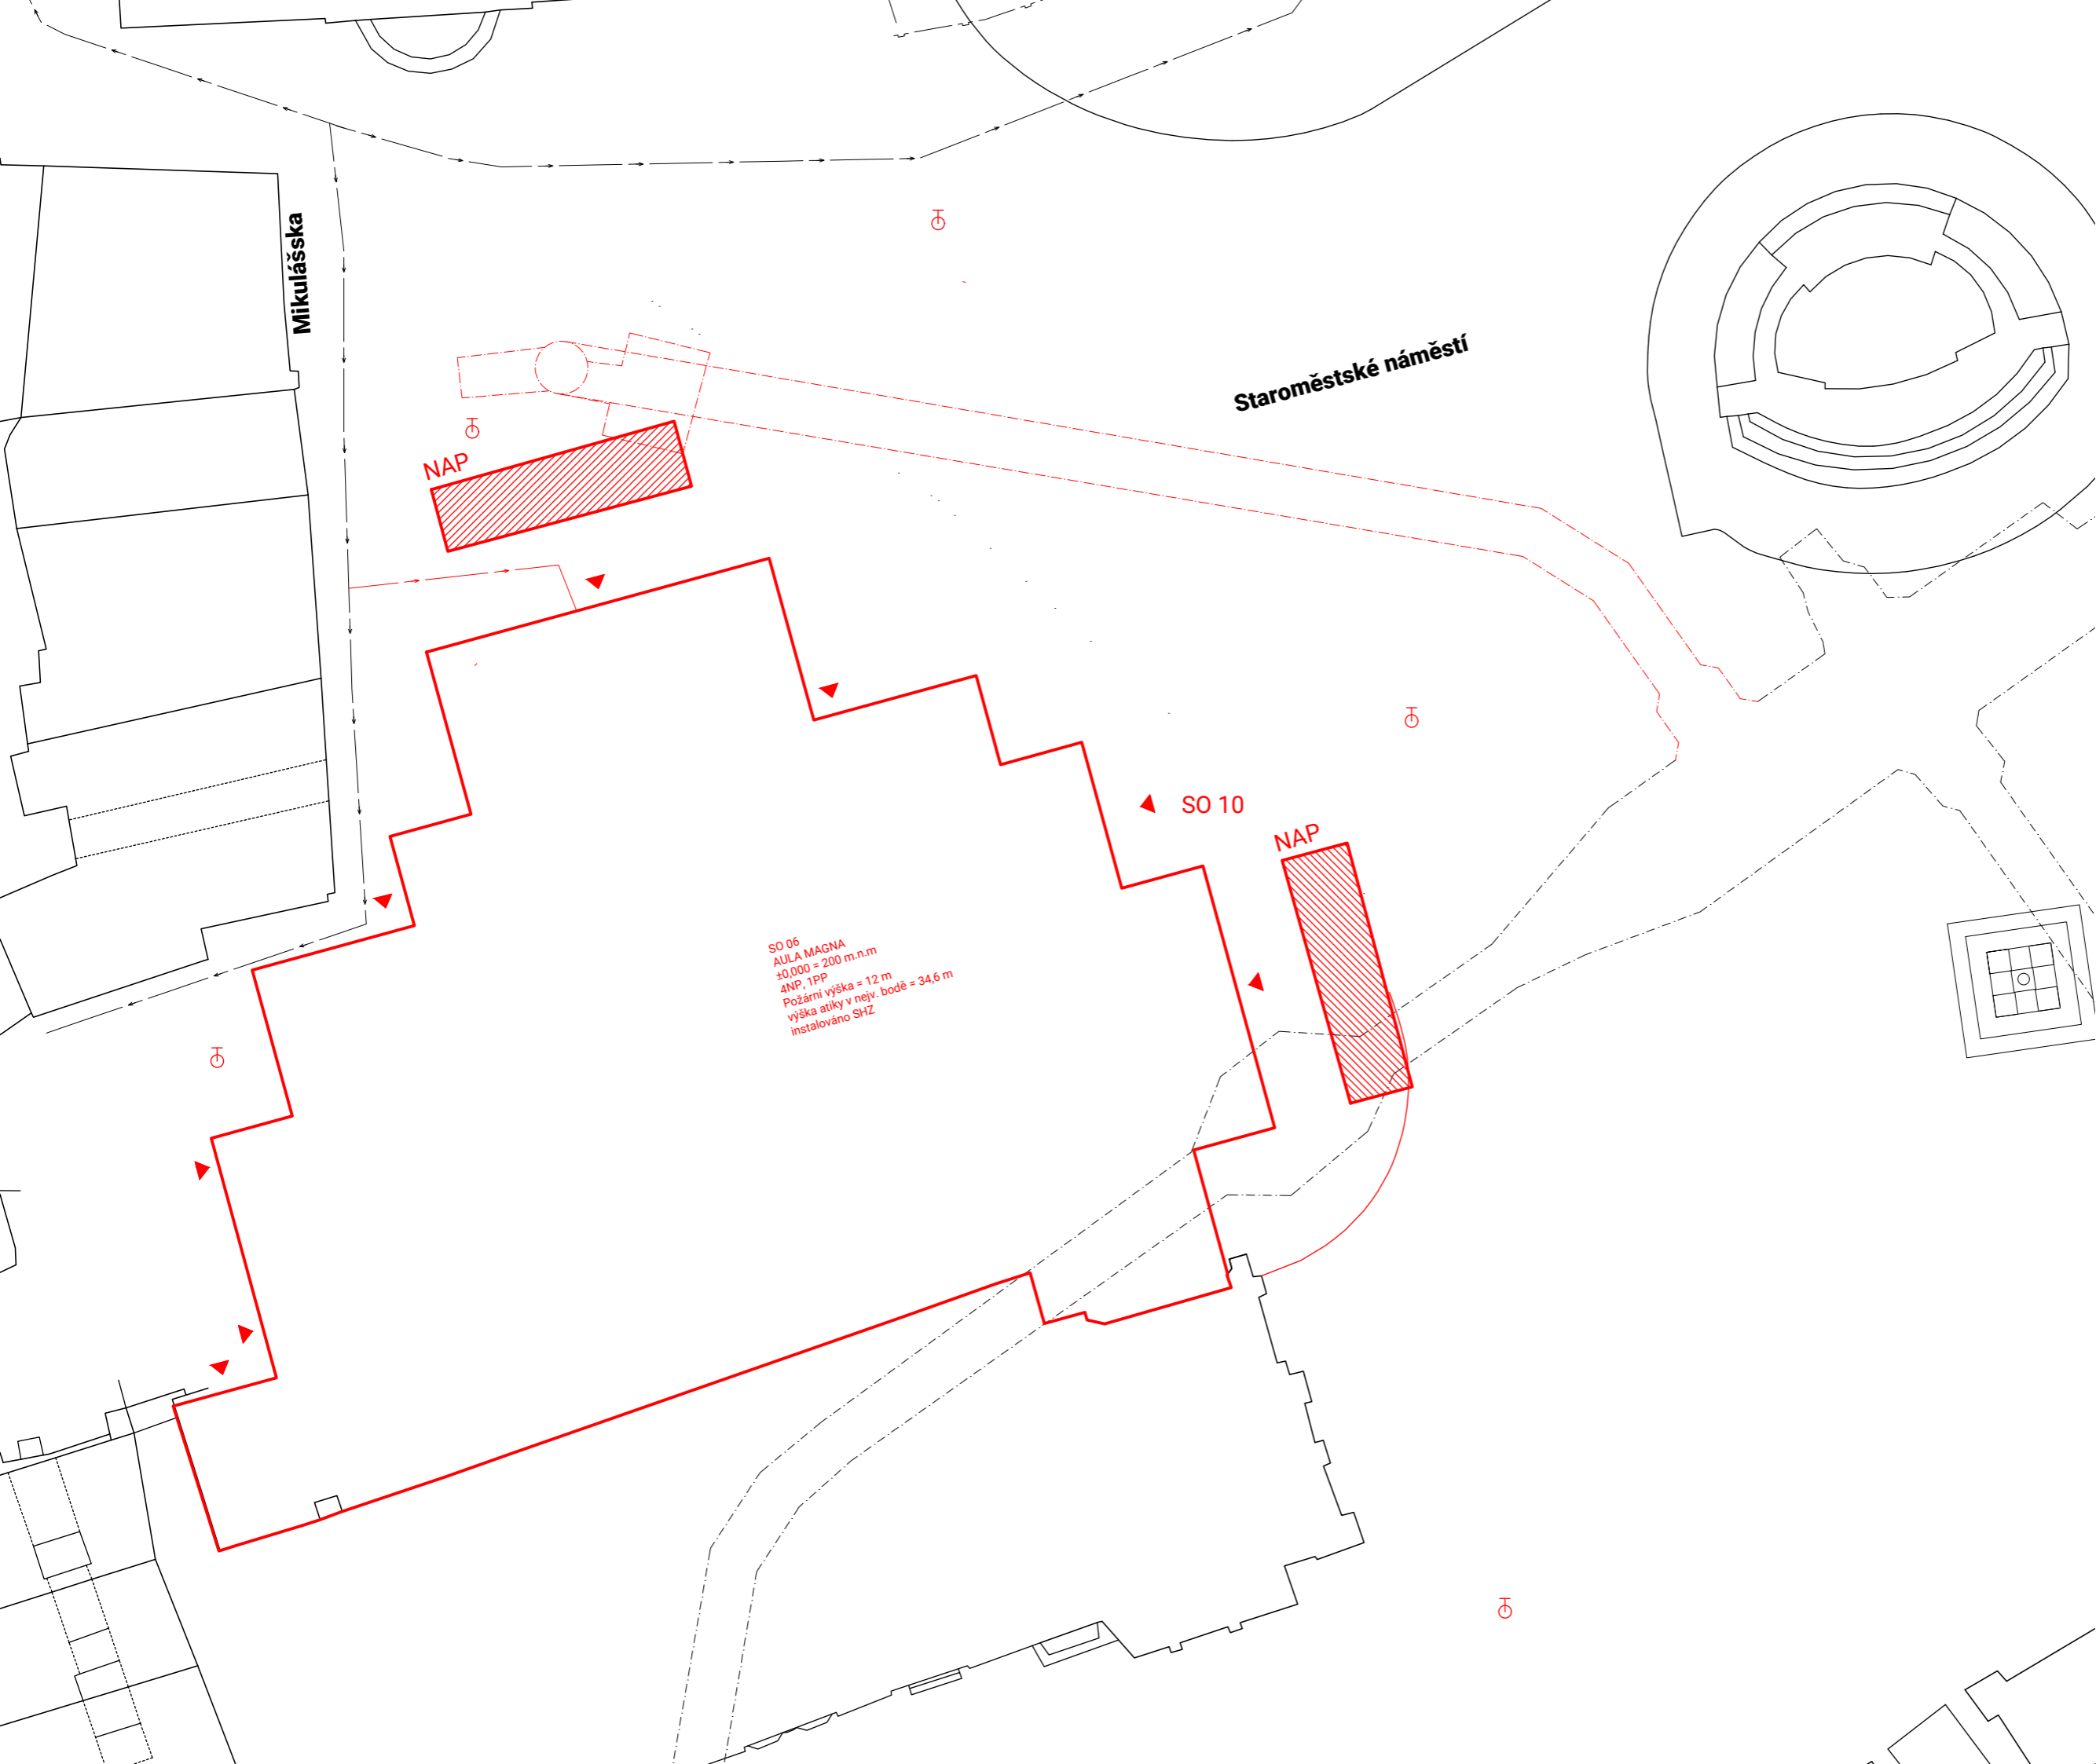 Mikulášska
Staroměstské náměstí
NAP
SO 10
NAP
SO 06
AULA MAGNA
±0,000 = 200 m.n.m
4NP, 1PP
Požární výška = 12 m
výška atiky v nejv. bodě = 34,6 m
instalováno SHZ